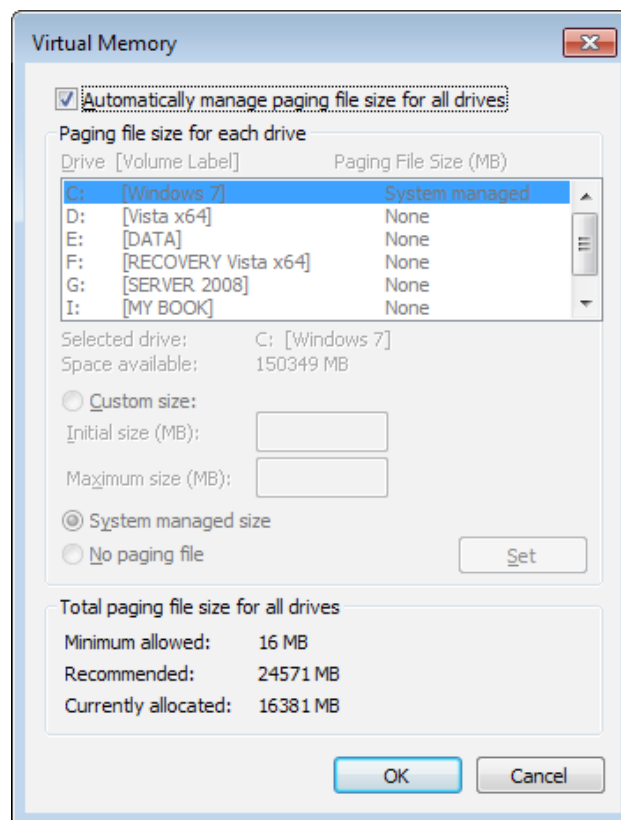 Virtual Memory
Automatically manage paging file size for all drives
Paging file size for each drive
Drive [Volume Label] Paging File Size (MB)
C: [Windows 7] System managed
D: [Vista x64] None
E: [DATA] None
F: [RECOVERY Vista x64] None
G: [SERVER 2008] None
I: [MY BOOK] None
Selected drive: C: [Windows 7]
Space available: 150349 MB
Custom size:
Initial size (MB):
Maximum size (MB):
System managed size
No paging file Set
Total paging file size for all drives
Minimum allowed: 16 MB
Recommended: 24571 MB
Currently allocated: 16381 MB
OK Cancel